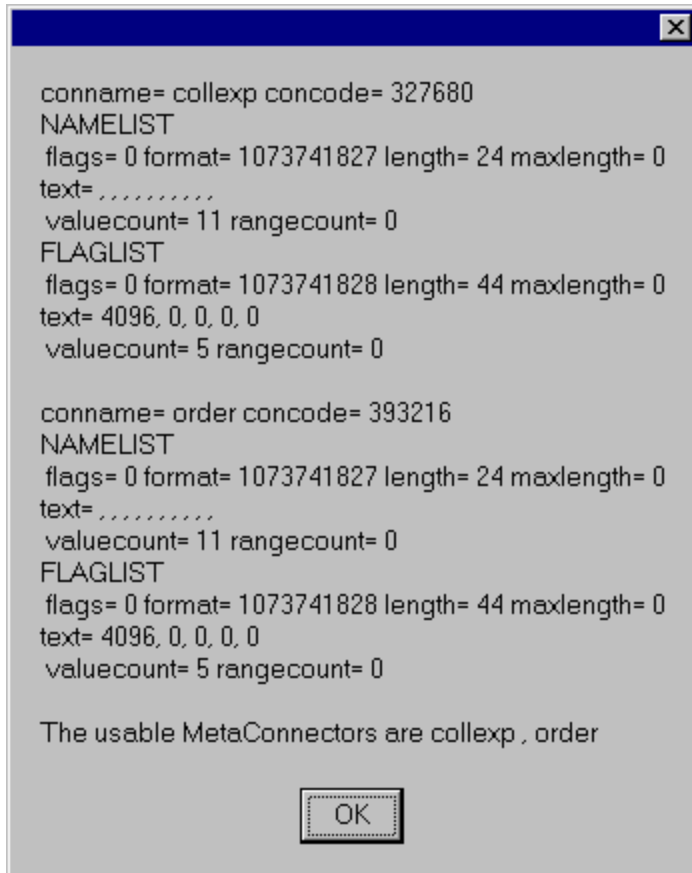 conname= collexp concode= 327680
NAMELIST
flags= 0 format= 1073741827 length= 24 maxlength= 0
text= , , , , , , , , , ,
valuecount= 11 rangecount= 0
FLAGLIST
flags= 0 format= 1073741828 length= 44 maxlength= 0
text= 4096, 0, 0, 0, 0
valuecount= 5 rangecount= 0
conname= order concode= 393216
NAMELIST
flags= 0 format= 1073741827 length= 24 maxlength= 0
text= , , , , , , , , , ,
valuecount= 11 rangecount= 0
FLAGLIST
flags= 0 format= 1073741828 length= 44 maxlength= 0
text= 4096, 0, 0, 0, 0
valuecount= 5 rangecount= 0
The usable MetaConnectors are collexp , order
OK